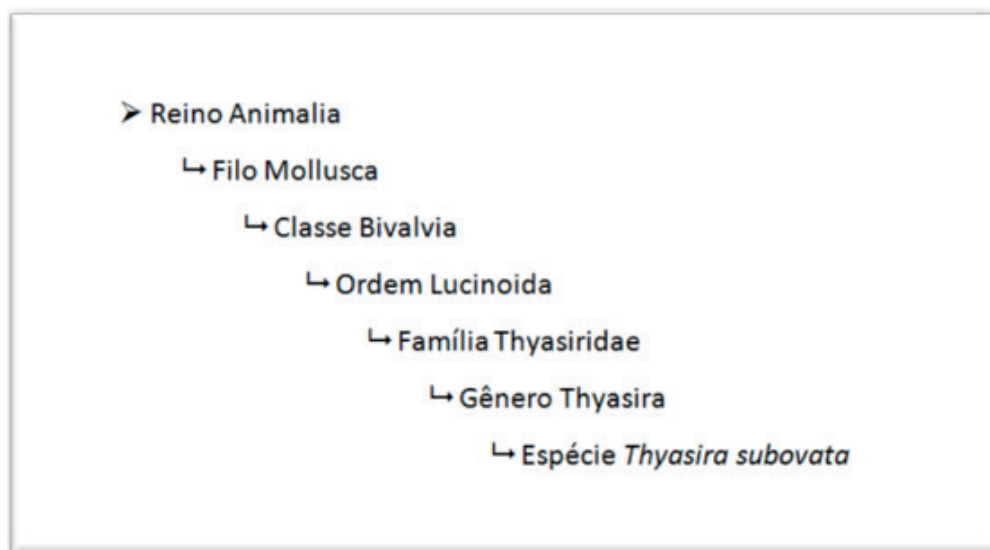 ➢ Reino Animalia
↳ Filo Mollusca
↳ Classe Bivalvia
↳ Ordem Lucinoida
↳ Família Thyasiridae
↳ Gênero Thyasira
↳ Espécie Thyasira subovata